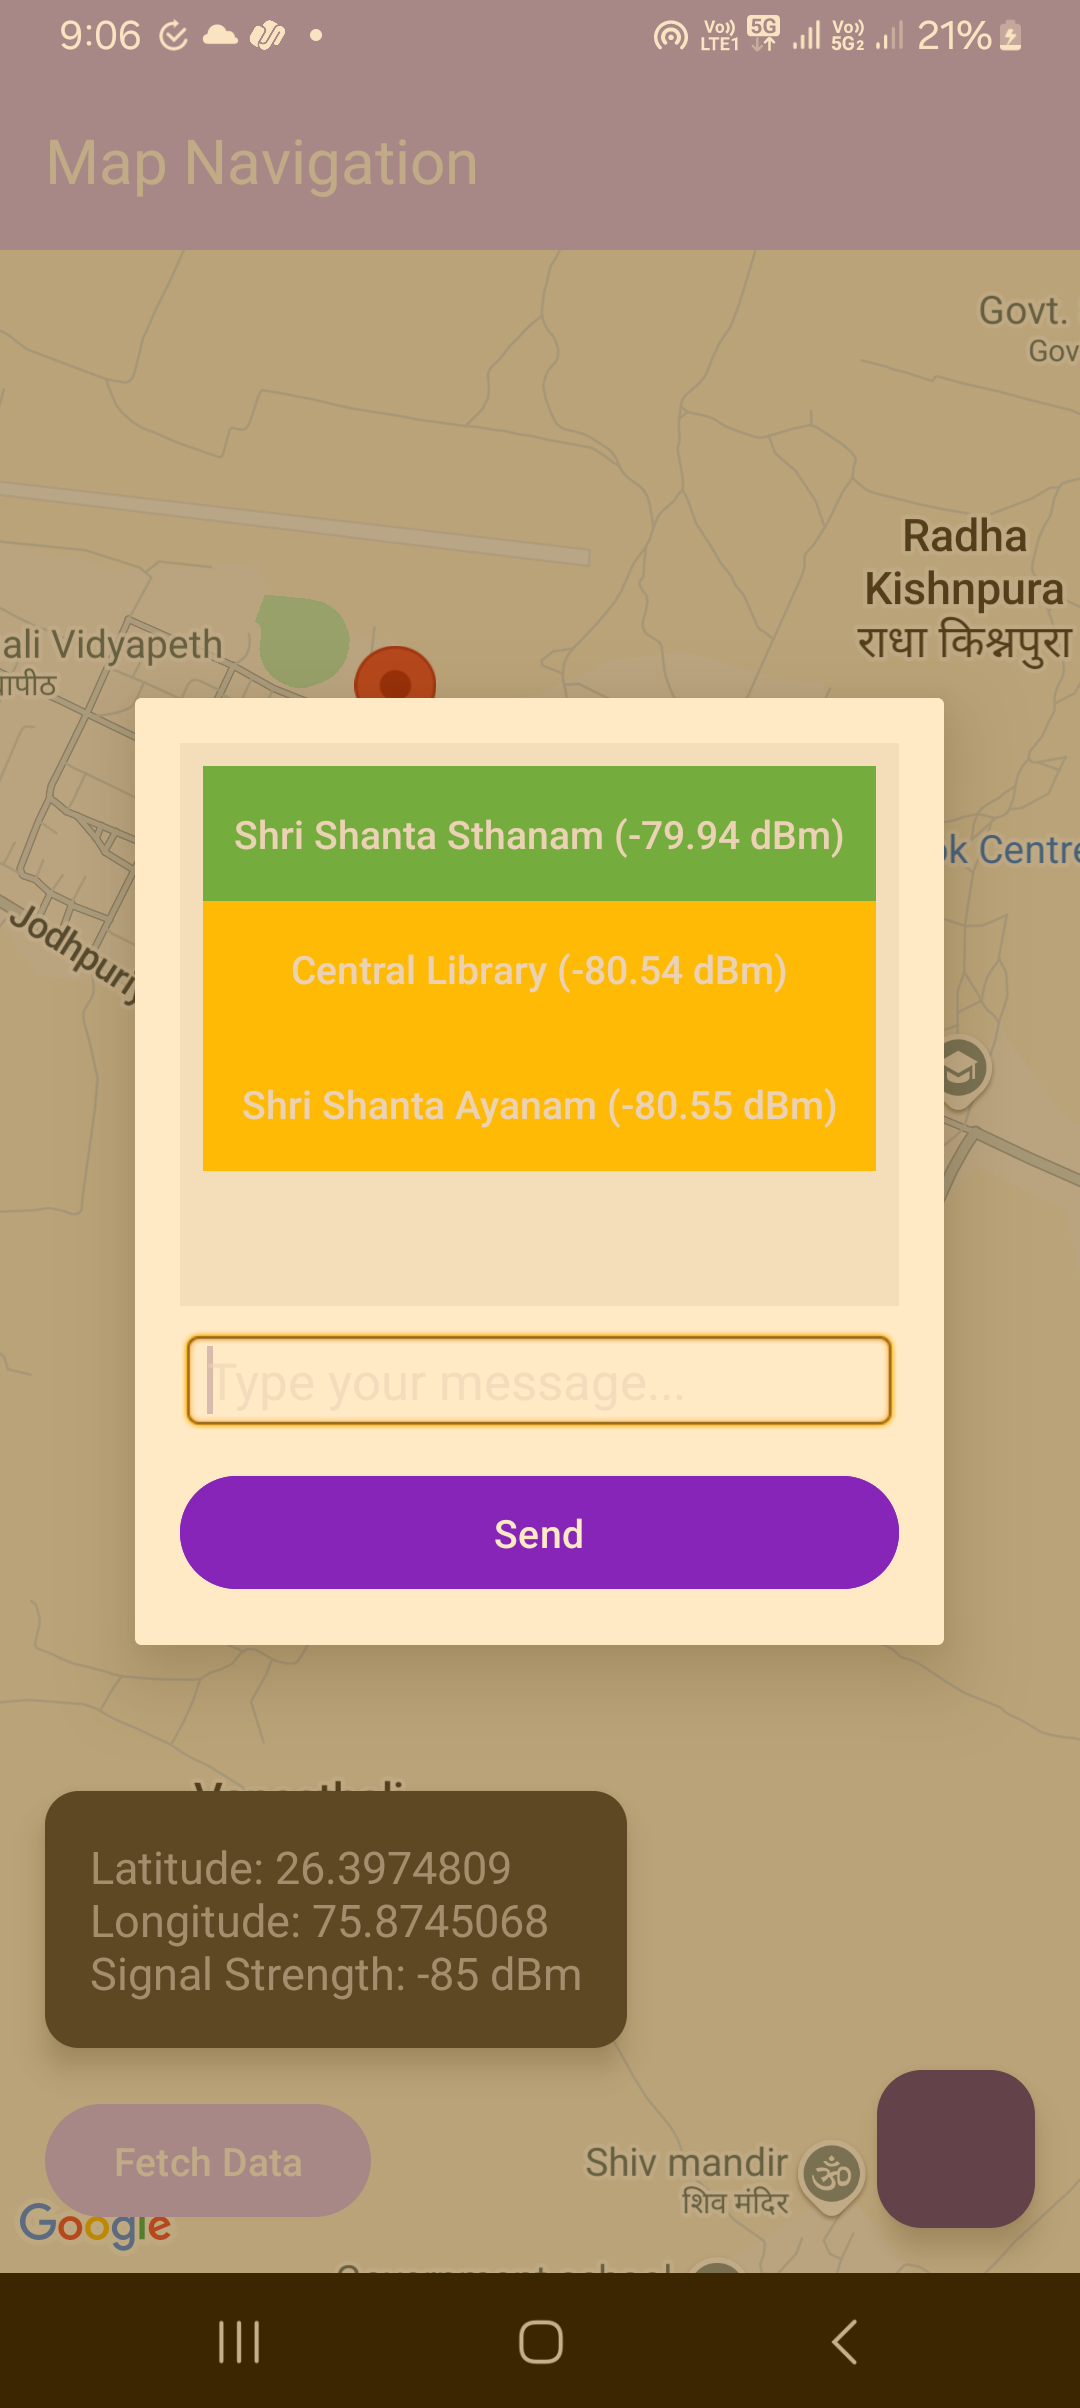 9:06
Vo)) LTE1 5G Vo)) 5G2 21%
Map Navigation
Govt.
Gov
Radha
Kishnpura
राधा किश्नपुरा
ali Vidyapeth
Shri Shanta Sthanam (-79.94 dBm)
ok Centre
Central Library (-80.54 dBm)
Shri Shanta Ayanam (-80.55 dBm)
Type your message...
Send
Latitude: 26.3974809
Longitude: 75.8745068
Signal Strength: -85 dBm
Fetch Data
Shiv mandir
शिव मंदिर
Google